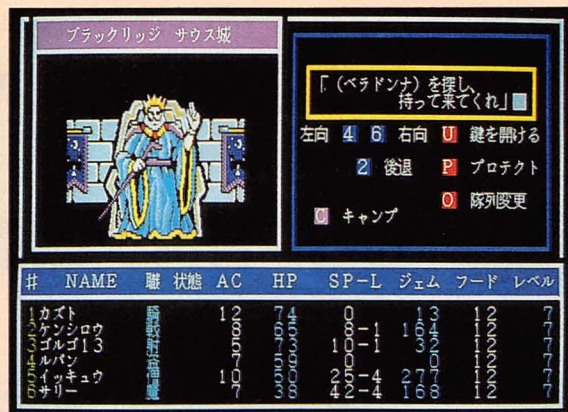 ブラックリッジ サウス城
「(ベラドンナ)を探し、
持って来てくれ」
左向 4 6 右向 U 鍵を開ける
2 後退 P プロテクト
O 隊列変更
C キャンプ
# NAME 職 状態 AC HP SP-L ジェム フード レベル
1 カズト 騎 12 74 0 13 12 7
2 ケンシロウ 戦 8 65 8-1 164 12 7
3 ゴルゴ13 射 5 73 10-1 32 12 7
4 ルパン 盗 7 59 0 0 12 7
5 イッキュウ 僧 10 60 25-4 277 12 7
6 サリー 魔 7 38 42-4 168 12 7